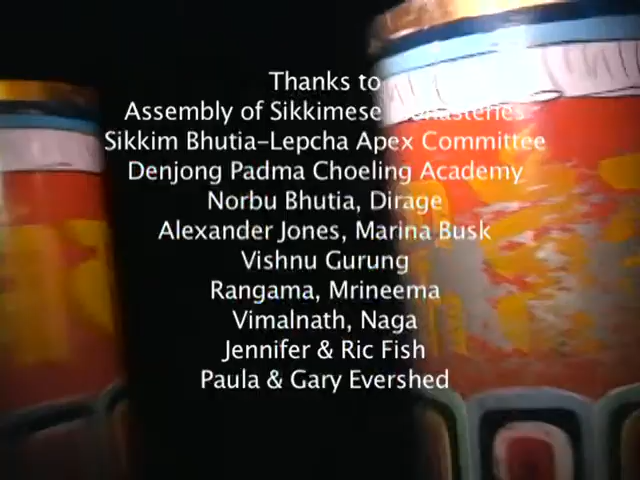 Thanks to
Assembly of Sikkimese Monasteries
Sikkim Bhutia-Lepcha Apex Committee
Denjong Padma Choeling Academy
Norbu Bhutia, Dirage
Alexander Jones, Marina Busk
Vishnu Gurung
Rangama, Mrineema
Vimalnath, Naga
Jennifer & Ric Fish
Paula & Gary Evershed